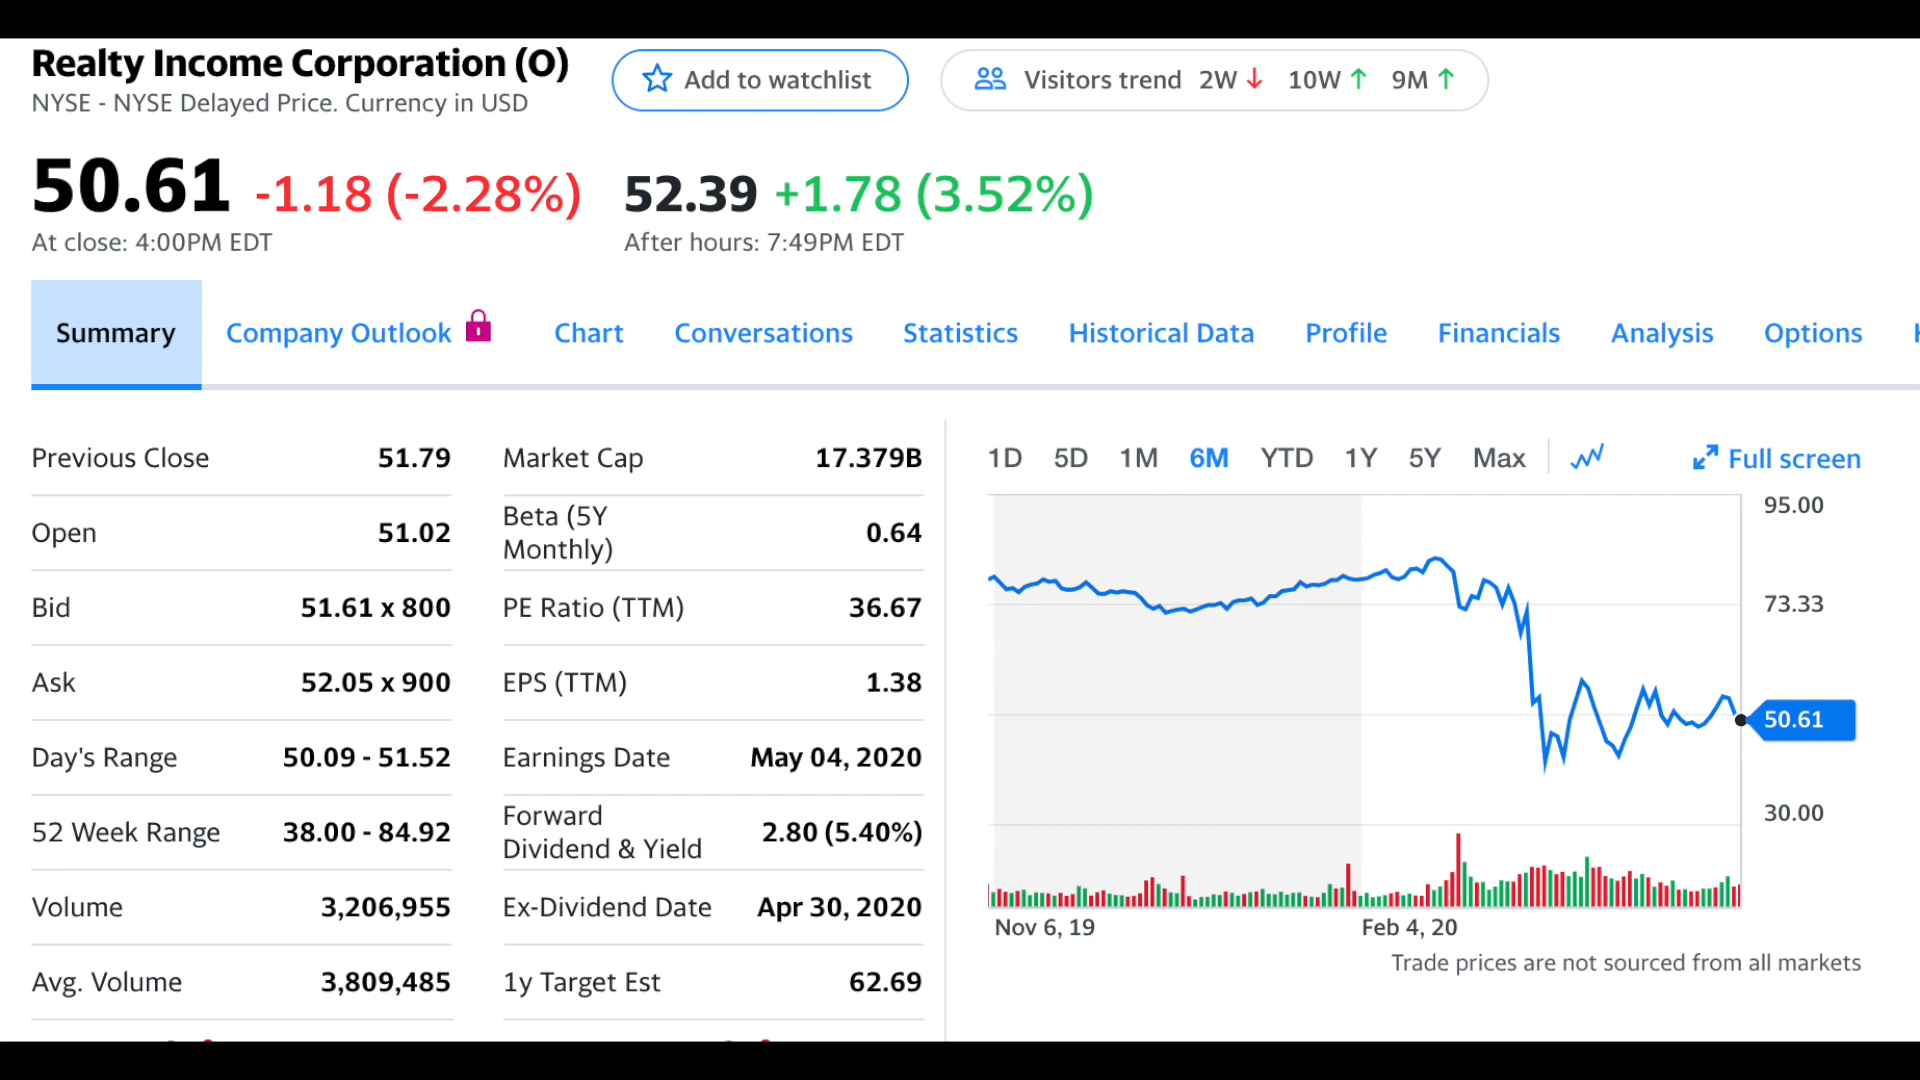 Realty Income Corporation (O)
NYSE - NYSE Delayed Price. Currency in USD
Add to watchlist
Visitors trend 2W 10W 9M
50.61 -1.18 (-2.28%)
At close: 4:00PM EDT
52.39 +1.78 (3.52%)
After hours: 7:49PM EDT
Summary Company Outlook Chart Conversations Statistics Historical Data Profile Financials Analysis Options
Previous Close 51.79
Open 51.02
Bid 51.61 x 800
Ask 52.05 x 900
Day's Range 50.09 - 51.52
52 Week Range 38.00 - 84.92
Volume 3,206,955
Avg. Volume 3,809,485
Market Cap 17.379B
Beta (5Y
Monthly) 0.64
PE Ratio (TTM) 36.67
EPS (TTM) 1.38
Earnings Date May 04, 2020
Forward
Dividend & Yield 2.80 (5.40%)
Ex-Dividend Date Apr 30, 2020
1y Target Est 62.69
1D 5D 1M 6M YTD 1Y 5Y Max Full screen
95.00
73.33
50.61
30.00
Nov 6, 19 Feb 4, 20
Trade prices are not sourced from all markets